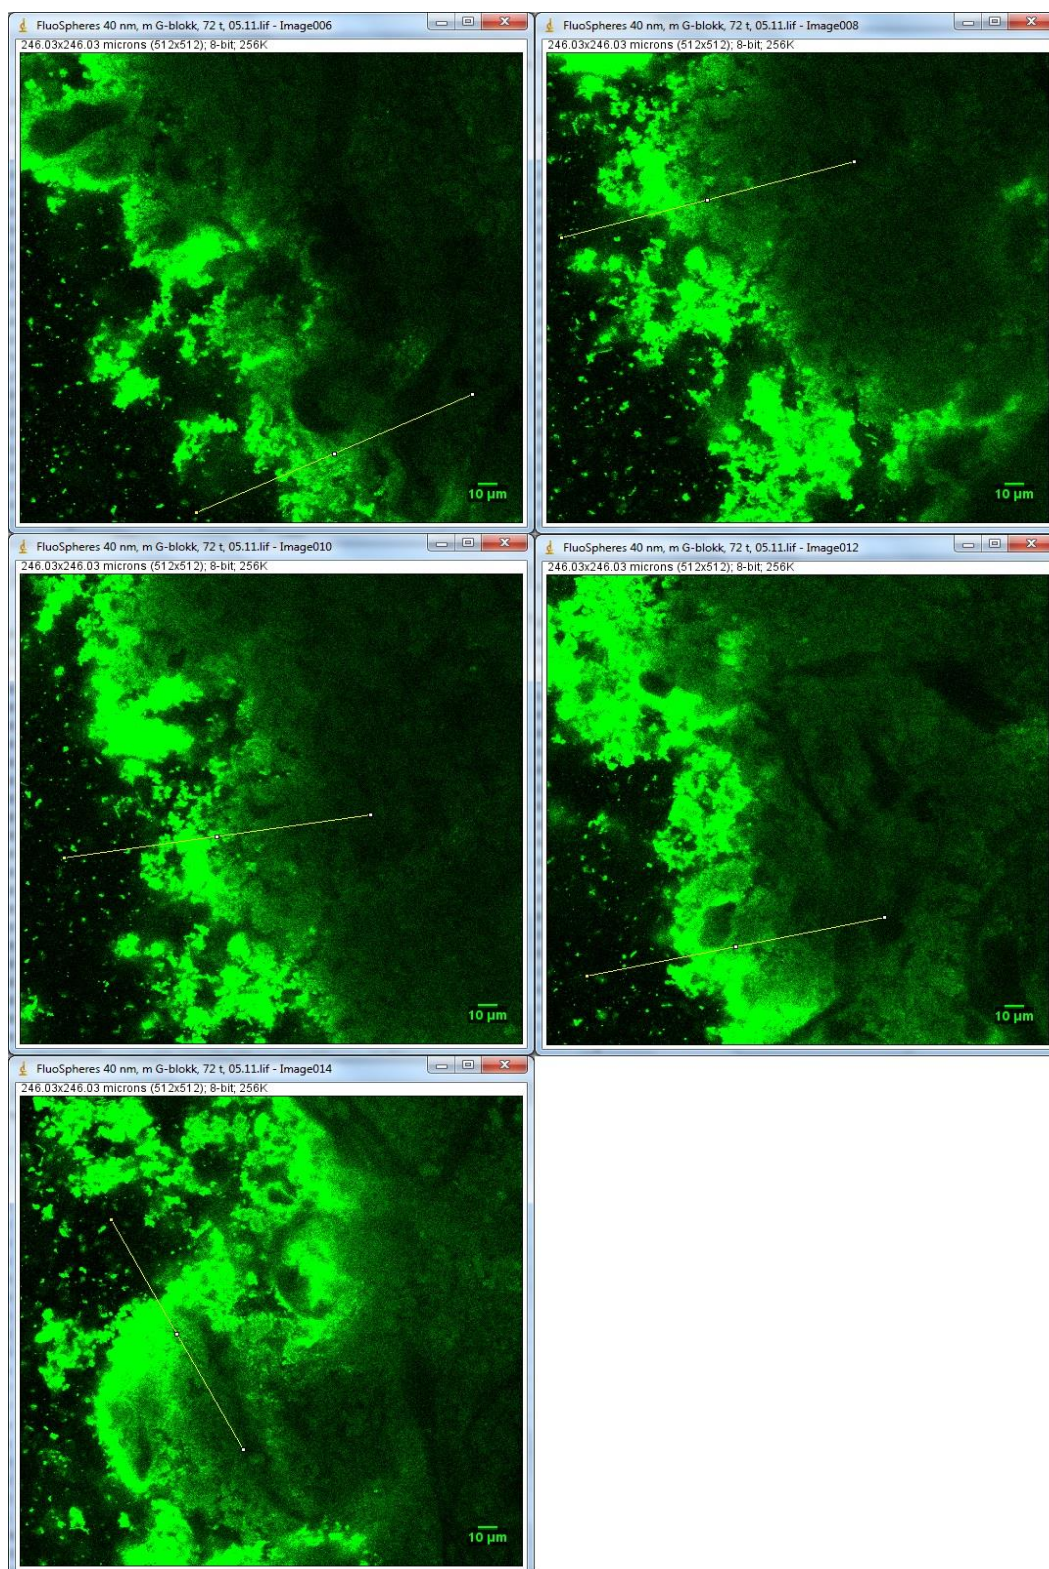 FluoSpheres 40 nm, m G-blokk, 72 t, 05.11.lif - Image006
246.03x246.03 microns (512x512); 8-bit; 256K
10 µm
FluoSpheres 40 nm, m G-blokk, 72 t, 05.11.lif - Image008
246.03x246.03 microns (512x512); 8-bit; 256K
10 µm
FluoSpheres 40 nm, m G-blokk, 72 t, 05.11.lif - Image010
246.03x246.03 microns (512x512); 8-bit; 256K
10 µm
FluoSpheres 40 nm, m G-blokk, 72 t, 05.11.lif - Image012
246.03x246.03 microns (512x512); 8-bit; 256K
10 µm
FluoSpheres 40 nm, m G-blokk, 72 t, 05.11.lif - Image014
246.03x246.03 microns (512x512); 8-bit; 256K
10 µm